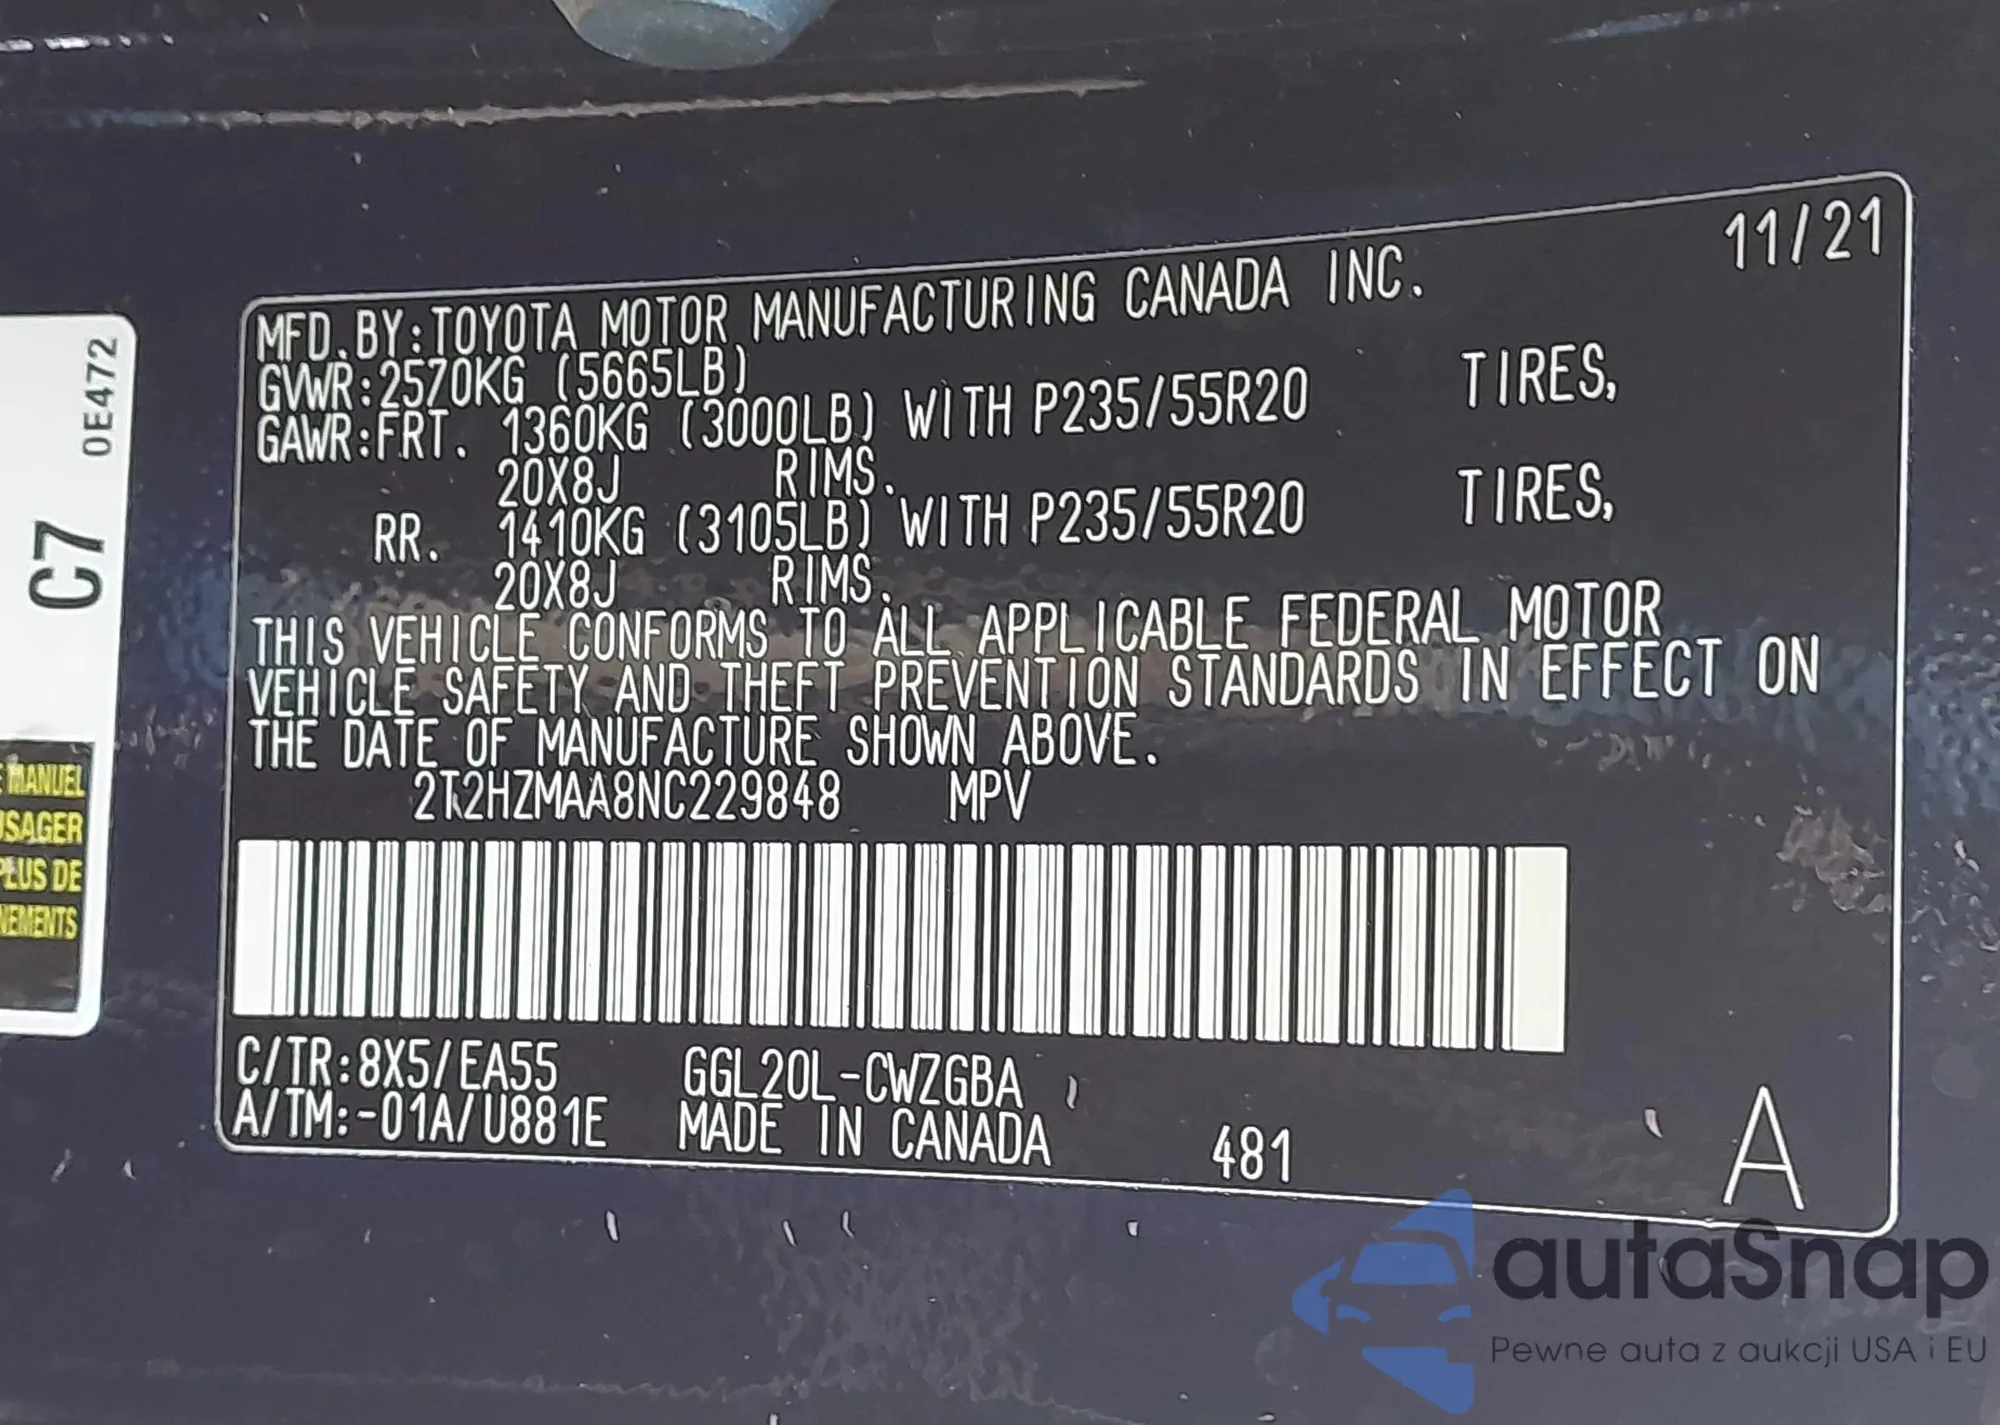 11/21
MFD. BY: TOYOTA MOTOR MANUFACTURING CANADA INC.
GVWR: 2570KG (5665LB)
GAWR: FRT. 1360KG (3000LB) WITH P235/55R20 TIRES,
20X8J RIMS.
RR. 1410KG (3105LB) WITH P235/55R20 TIRES,
20X8J RIMS.
THIS VEHICLE CONFORMS TO ALL APPLICABLE FEDERAL MOTOR
VEHICLE SAFETY AND THEFT PREVENTION STANDARDS IN EFFECT ON
THE DATE OF MANUFACTURE SHOWN ABOVE.
2T2HZMAA8NC229848 MPV
C/TR: 8X5/EA55 GGL20L-CWZGBA
A/TM: -01A/U881E MADE IN CANADA 481 A
0E472
C7
E MANUEL
USAGER
PLUS DE
NEMENTS
autaSnap
Pewne auta z aukcji USA i EU